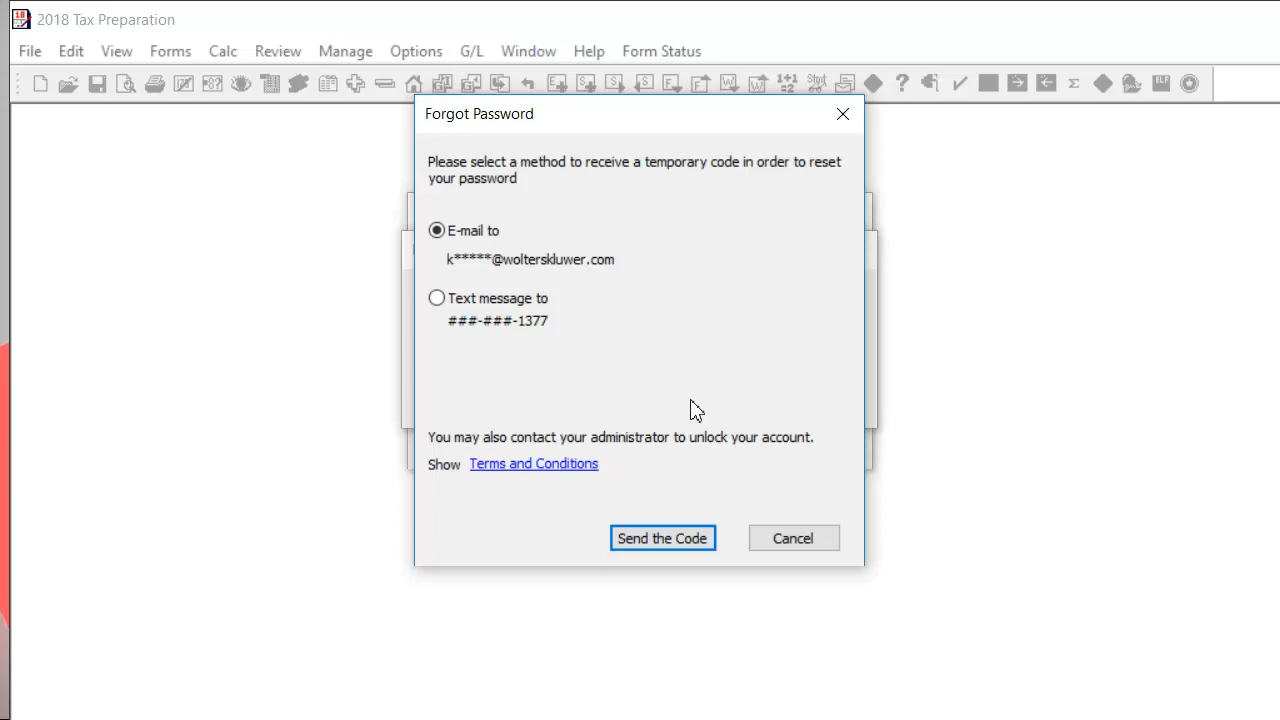 2018 Tax Preparation
File Edit View Forms Calc Review Manage Options G/L Window Help Form Status
Forgot Password
Please select a method to receive a temporary code in order to reset
your password
E-mail to
k*****@wolterskluwer.com
Text message to
###-###-1377
You may also contact your administrator to unlock your account.
Show Terms and Conditions
Send the Code Cancel